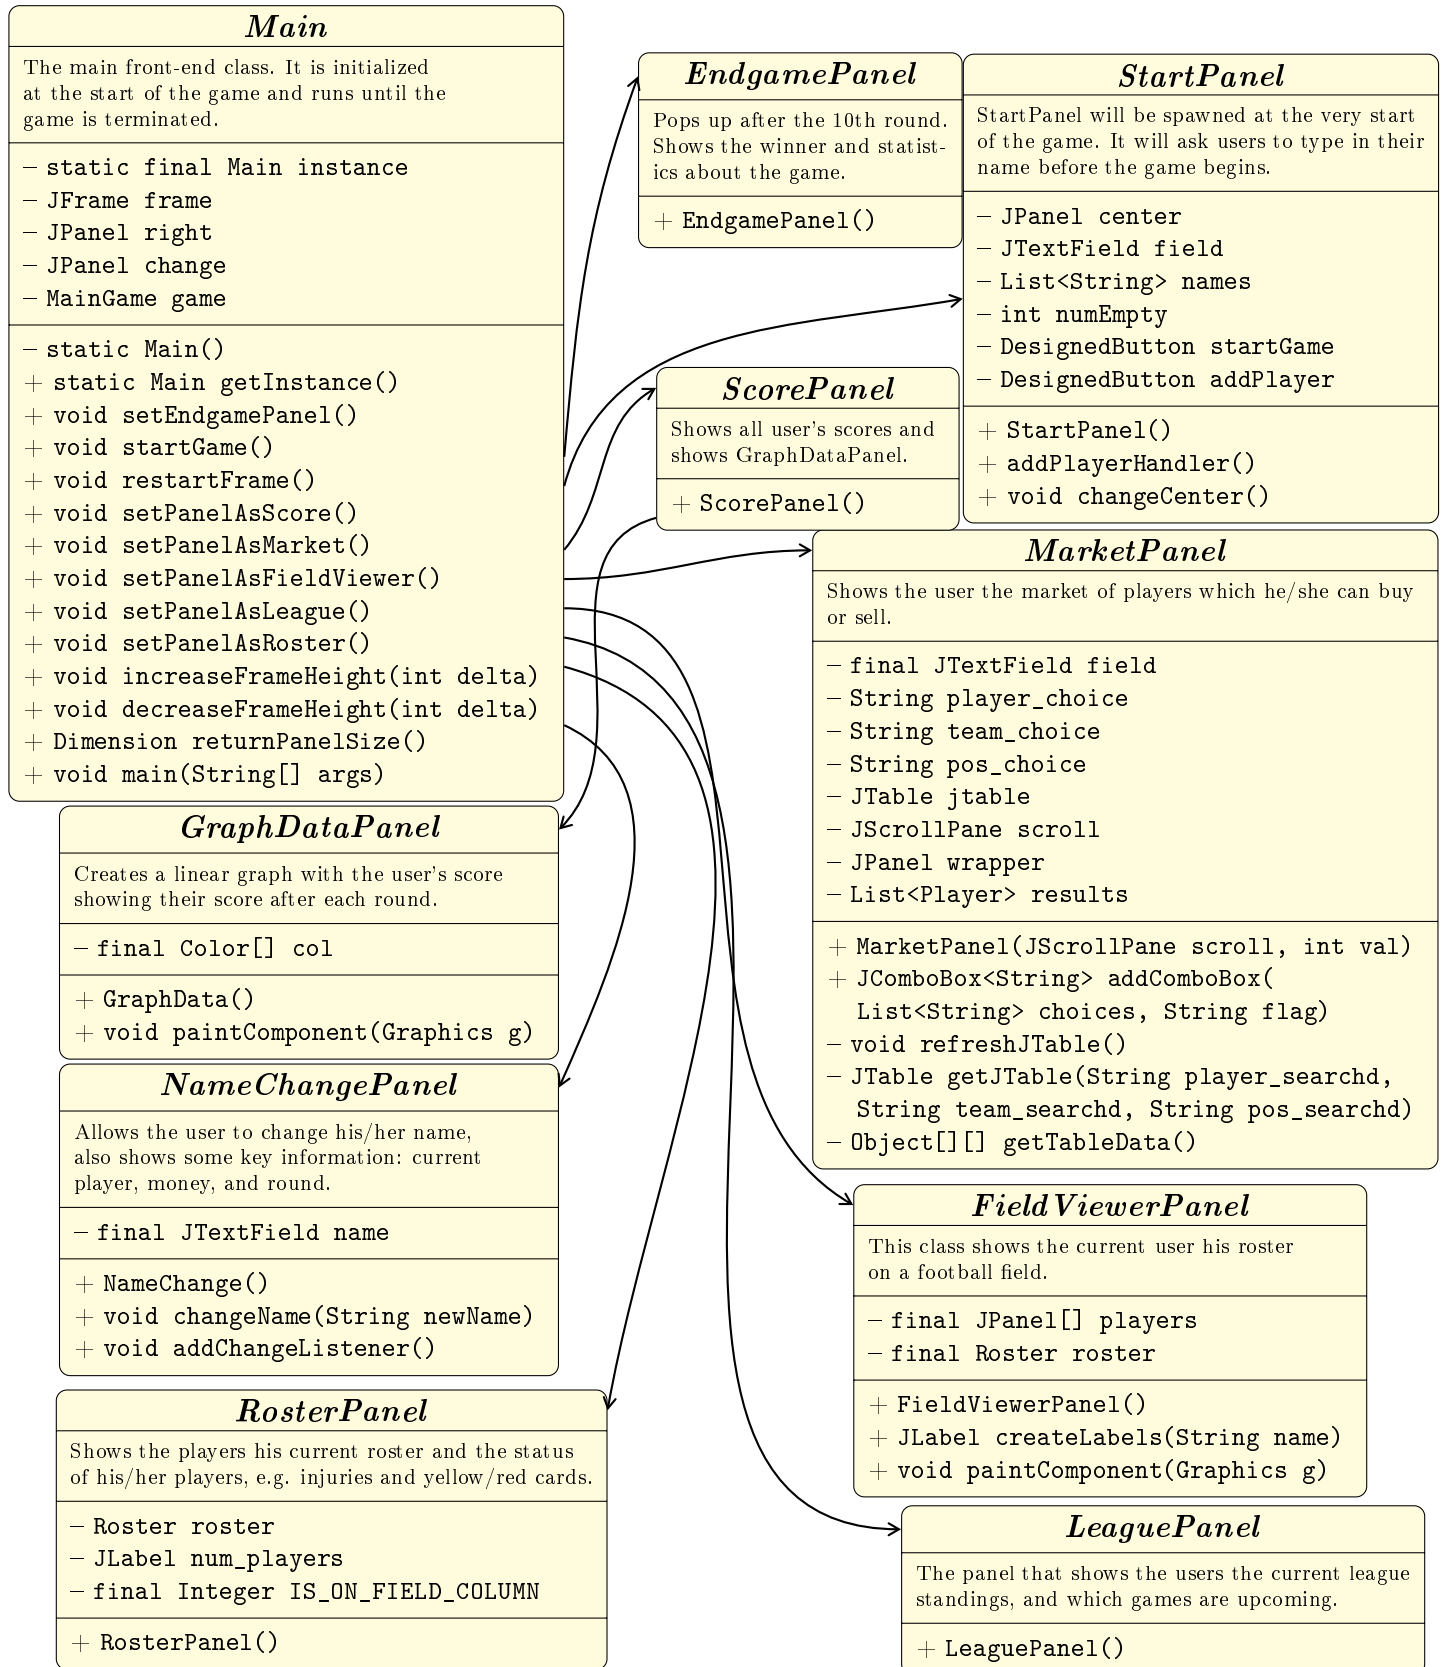 Main
The main front-end class. It is initialized
at the start of the game and runs until the
game is terminated.
− static final Main instance
− JFrame frame
− JPanel right
− JPanel change
− MainGame game
− static Main()
+ static Main getInstance()
+ void setEndgamePanel()
+ void startGame()
+ void restartFrame()
+ void setPanelAsScore()
+ void setPanelAsMarket()
+ void setPanelAsFieldViewer()
+ void setPanelAsLeague()
+ void setPanelAsRoster()
+ void increaseFrameHeight(int delta)
+ void decreaseFrameHeight(int delta)
+ Dimension returnPanelSize()
+ void main(String[] args)
EndgamePanel
Pops up after the 10th round.
Shows the winner and statist-
ics about the game.
+ EndgamePanel()
StartPanel
StartPanel will be spawned at the very start
of the game. It will ask users to type in their
name before the game begins.
− JPanel center
− JTextField field
− List<String> names
− int numEmpty
− DesignedButton startGame
− DesignedButton addPlayer
+ StartPanel()
+ addPlayerHandler()
+ void changeCenter()
ScorePanel
Shows all user's scores and
shows GraphDataPanel.
+ ScorePanel()
MarketPanel
Shows the user the market of players which he/she can buy
or sell.
− final JTextField field
− String player_choice
− String team_choice
− String pos_choice
− JTable jtable
− JScrollPane scroll
− JPanel wrapper
− List<Player> results
+ MarketPanel(JScrollPane scroll, int val)
+ JComboBox<String> addComboBox(
List<String> choices, String flag)
− void refreshJTable()
− JTable getJTable(String player_searchd,
String team_searchd, String pos_searchd)
− Object[][] getTableData()
GraphDataPanel
Creates a linear graph with the user's score
showing their score after each round.
− final Color[] col
+ GraphData()
+ void paintComponent(Graphics g)
NameChangePanel
Allows the user to change his/her name,
also shows some key information: current
player, money, and round.
− final JTextField name
+ NameChange()
+ void changeName(String newName)
+ void addChangeListener()
FieldViewerPanel
This class shows the current user his roster
on a football field.
− final JPanel[] players
− final Roster roster
+ FieldViewerPanel()
+ JLabel createLabels(String name)
+ void paintComponent(Graphics g)
RosterPanel
Shows the players his current roster and the status
of his/her players, e.g. injuries and yellow/red cards.
− Roster roster
− JLabel num_players
− final Integer IS_ON_FIELD_COLUMN
+ RosterPanel()
LeaguePanel
The panel that shows the users the current league
standings, and which games are upcoming.
+ LeaguePanel()